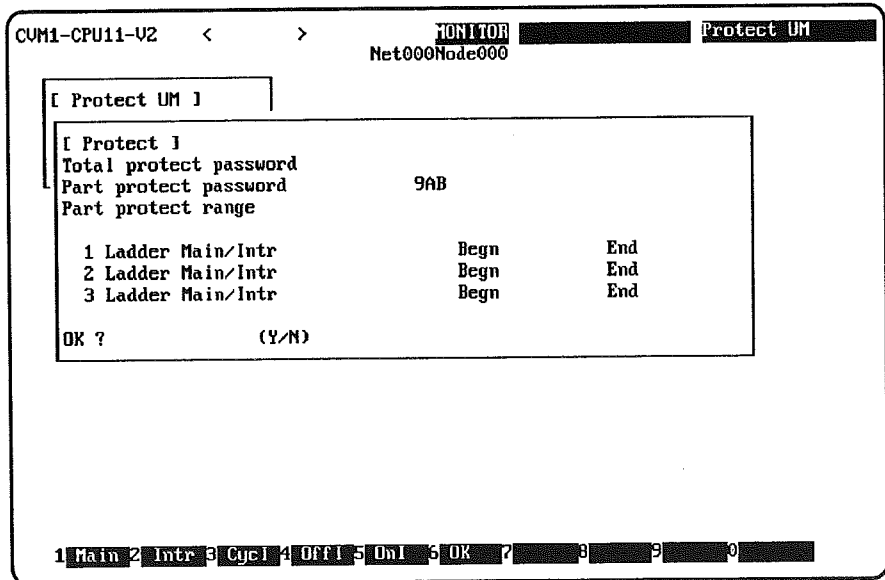 CVM1-CPU11-V2 < > MONITOR Protect UM
Net000Node000
[ Protect UM ]
[ Protect ]
Total protect password
Part protect password 9AB
Part protect range
1 Ladder Main/Intr Begn End
2 Ladder Main/Intr Begn End
3 Ladder Main/Intr Begn End
OK ? (Y/N)
1 Main 2 Intr 3 Cycl 4 Offl 5 Onl 6 OK 7 8 9 0